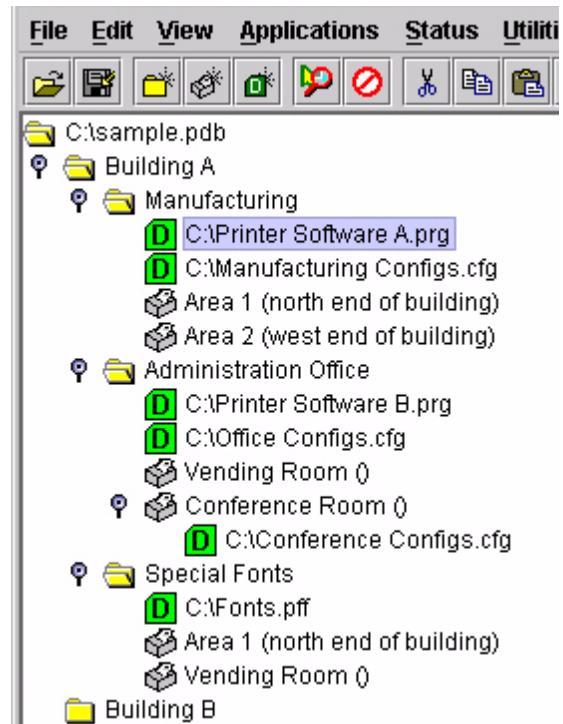 File Edit View Applications Status Utiliti
C:\sample.pdb
Building A
Manufacturing
D C:\Printer Software A.prg
D C:\Manufacturing Configs.cfg
Area 1 (north end of building)
Area 2 (west end of building)
Administration Office
D C:\Printer Software B.prg
D C:\Office Configs.cfg
Vending Room ()
Conference Room ()
D C:\Conference Configs.cfg
Special Fonts
D C:\Fonts.pff
Area 1 (north end of building)
Vending Room ()
Building B